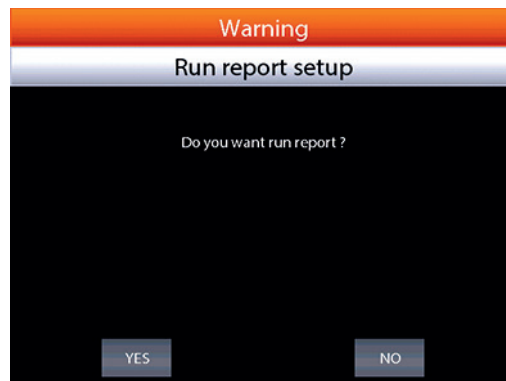 Warning
Run report setup
Do you want run report ?
YES
NO